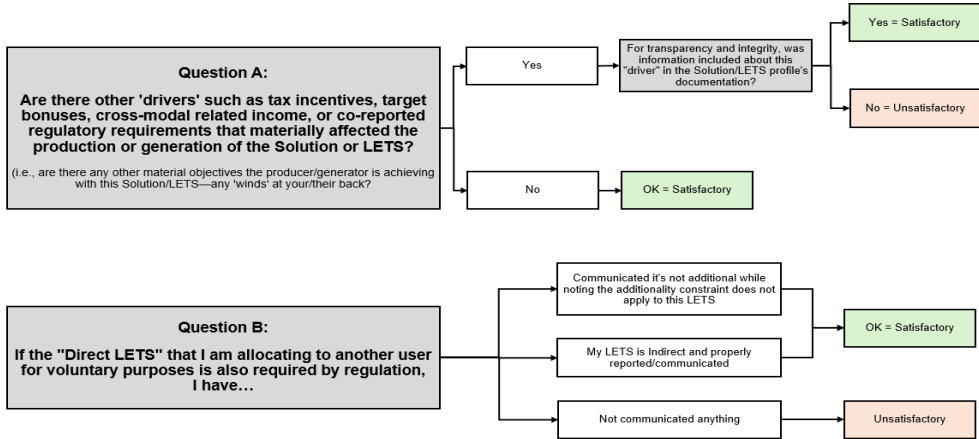 Question A:
Are there other 'drivers' such as tax incentives, target
bonuses, cross-modal related income, or co-reported
regulatory requirements that materially affected the
production or generation of the Solution or LETS?
(i.e., are there any other material objectives the producer/generator is achieving
with this Solution/LETS—any 'winds' at your/their back?
Yes
For transparency and integrity, was
information included about this
"driver" in the Solution/LETS profile's
documentation?
Yes = Satisfactory
No = Unsatisfactory
No
OK = Satisfactory
Question B:
If the "Direct LETS" that I am allocating to another user
for voluntary purposes is also required by regulation,
I have…
Communicated it's not additional while
noting the additionality constraint does not
apply to this LETS
My LETS is Indirect and properly
reported/communicated
OK = Satisfactory
Not communicated anything
Unsatisfactory